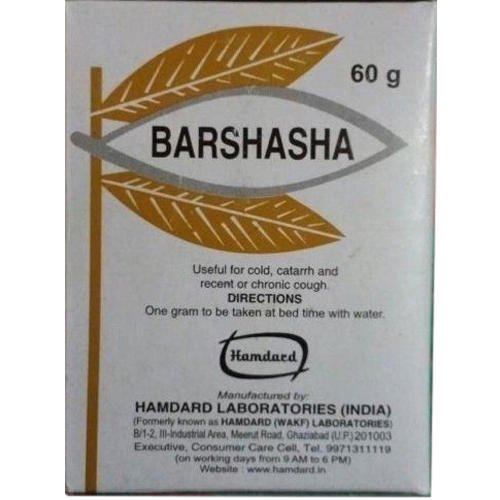 60 g
BARSHASHA
Useful for cold, catarrh and
recent or chronic cough.
DIRECTIONS
One gram to be taken at bed time with water.
Hamdard
Manufactured by:
HAMDARD LABORATORIES (INDIA)
(Formerly known as HAMDARD (WAKF) LABORATORIES)
B/1-2, III-Industrial Area, Meerut Road, Ghaziabad (U.P.) 201003
Executive, Consumer Care Cell, Tel. 9971311119
(on working days from 9 AM to 6 PM)
Website : www.hamdard.in